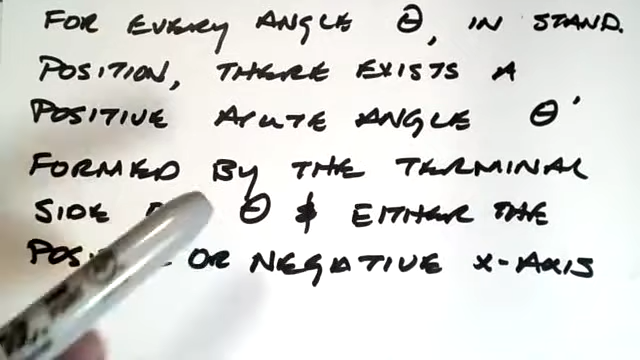 FOR EVERY ANGLE Θ, IN STAND.
POSITION, THERE EXISTS A
POSITIVE ACUTE ANGLE Θ'
FORMED BY THE TERMINAL
SIDE Θ & EITHER THE
OR NEGATIVE X-AXIS